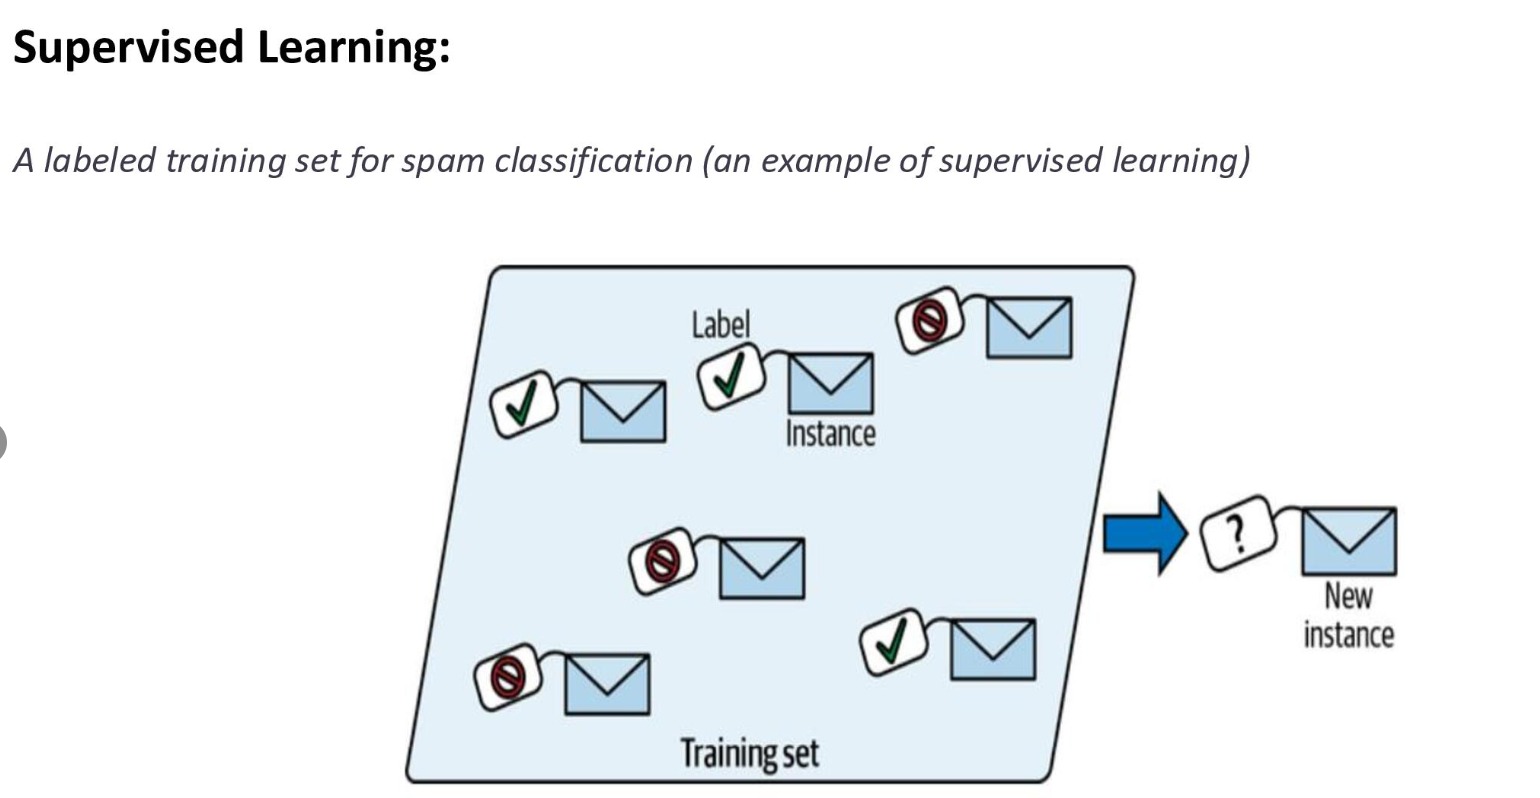 Supervised Learning:
A labeled training set for spam classification (an example of supervised learning)
Label
Instance
?
New
instance
Training set